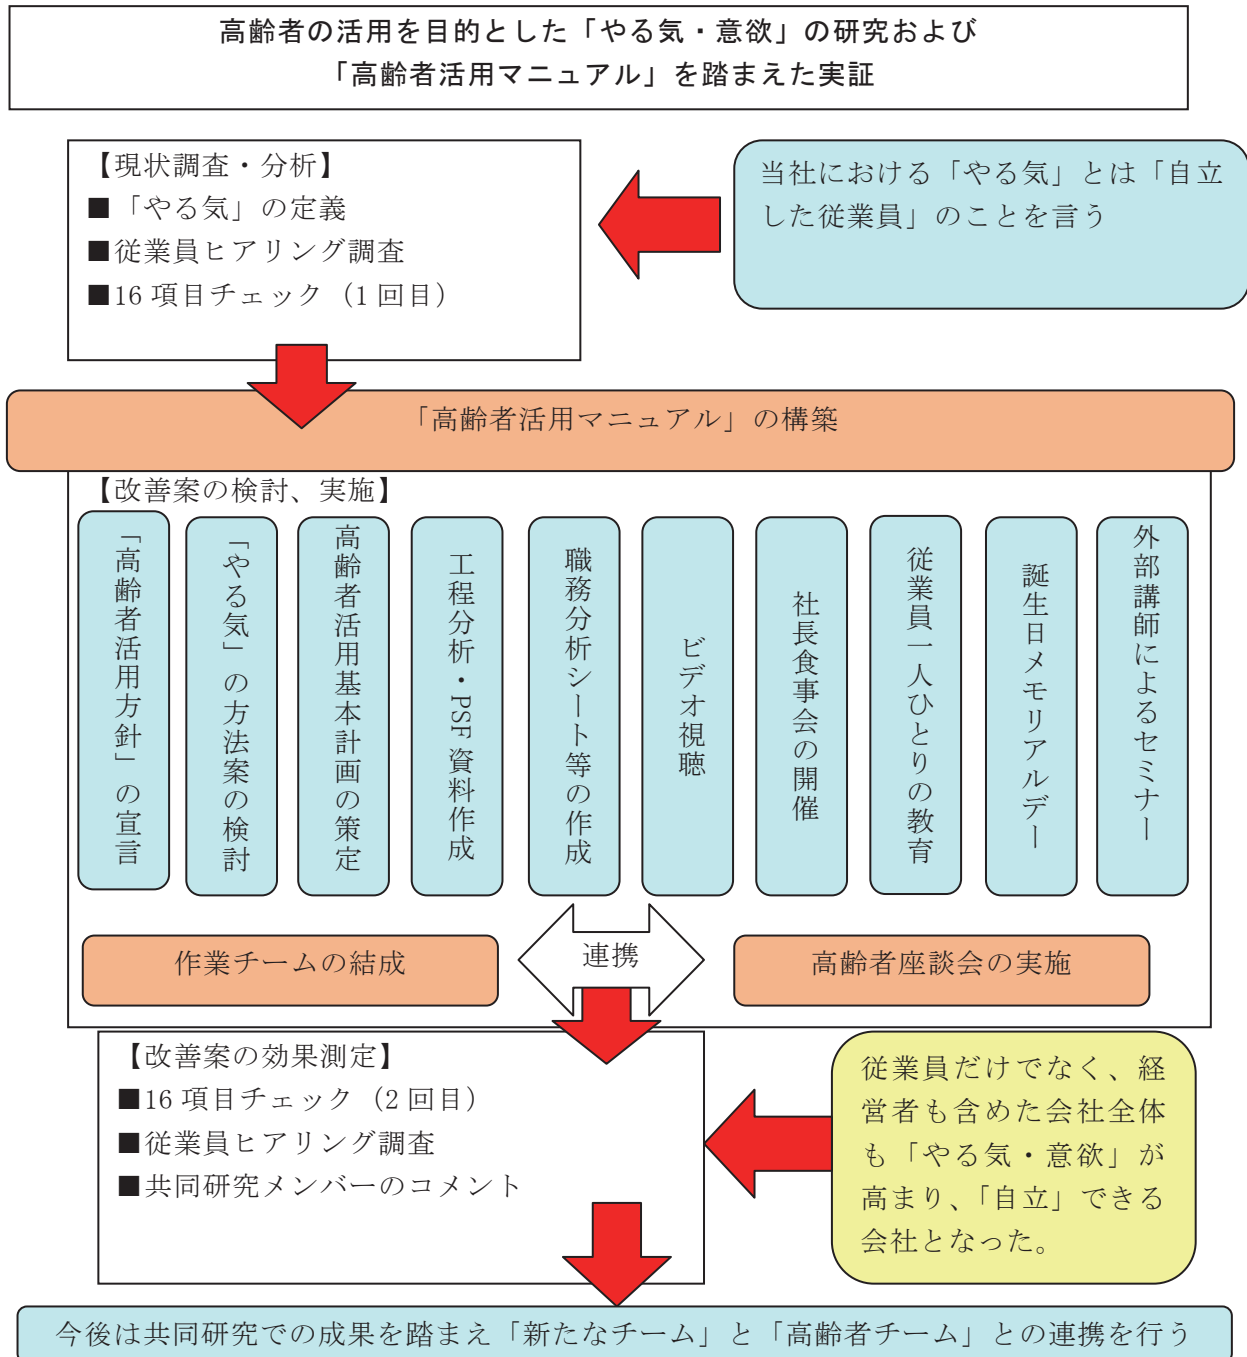 高齢者の活用を目的とした「やる気・意欲」の研究および
「高齢者活用マニュアル」を踏まえた実証
【現状調査・分析】
■「やる気」の定義
■従業員ヒアリング調査
■16 項目チェック（1 回目）
当社における「やる気」とは「自立
した従業員」のことを言う
「高齢者活用マニュアル」の構築
【改善案の検討、実施】
「高齢者活用方針」の宣言
「やる気」の方法案の検討
高齢者活用基本計画の策定
工程分析・PSF 資料作成
職務分析シート等の作成
ビデオ視聴
社長食事会の開催
従業員一人ひとりの教育
誕生日メモリアルデー
外部講師によるセミナー
作業チームの結成
連携
高齢者座談会の実施
【改善案の効果測定】
■16 項目チェック（2 回目）
■従業員ヒアリング調査
■共同研究メンバーのコメント
従業員だけでなく、経
営者も含めた会社全体
も「やる気・意欲」が
高まり、「自立」できる
会社となった。
今後は共同研究での成果を踏まえ「新たなチーム」と「高齢者チーム」との連携を行う